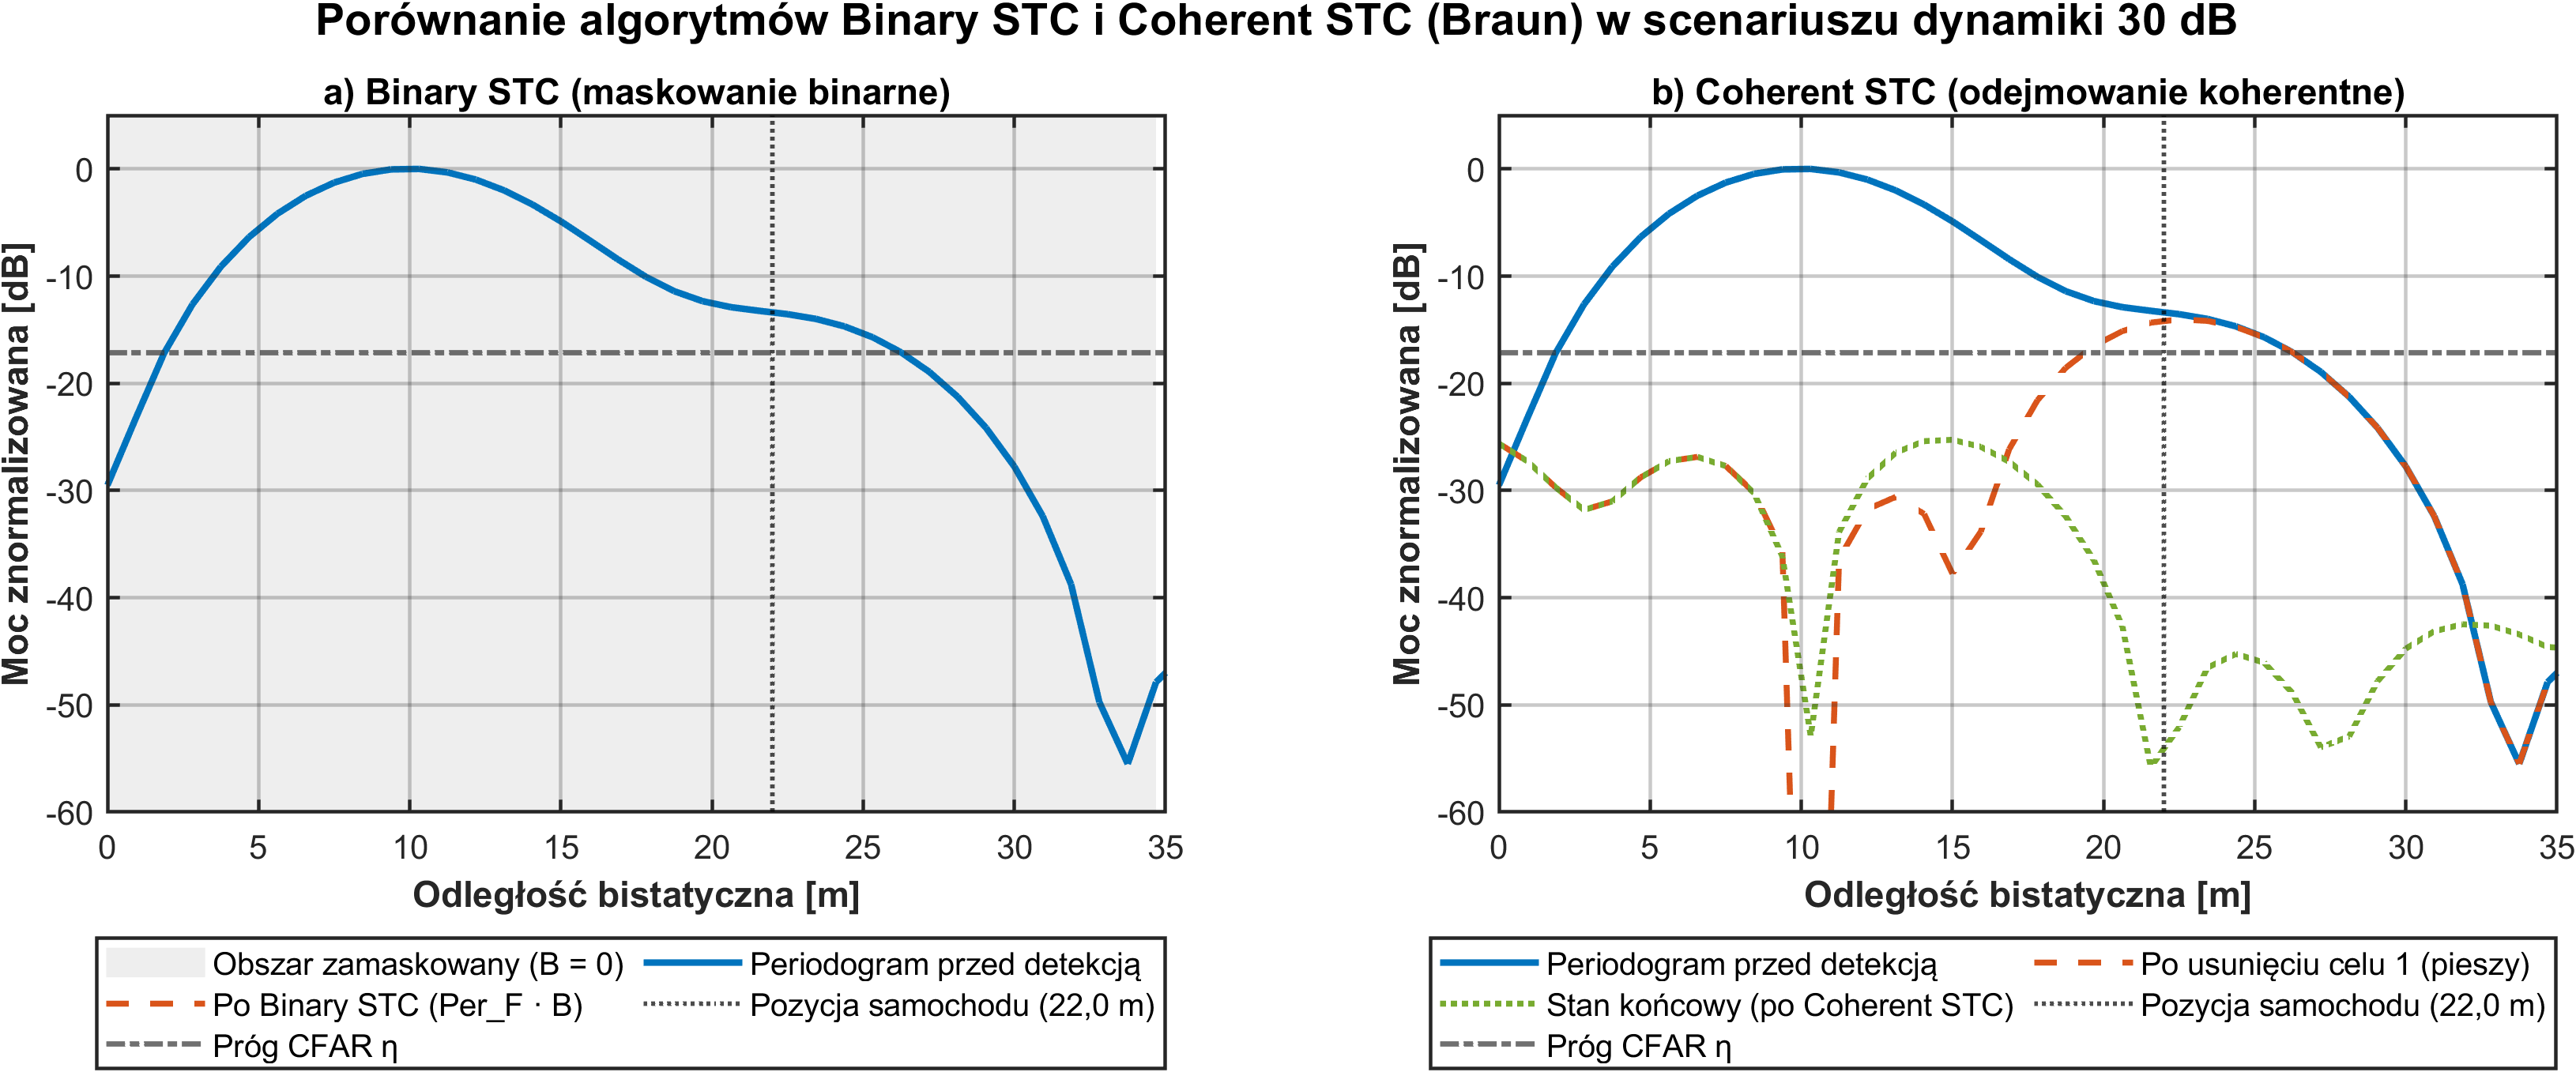 Porównanie algorytmów Binary STC i Coherent STC (Braun) w scenariuszu dynamiki 30 dB
a) Binary STC (maskowanie binarne)
Moc znormalizowana [dB]
0
-10
-20
-30
-40
-50
-60
0 5 10 15 20 25 30 35
Odległość bistatyczna [m]
Obszar zamaskowany (B = 0) Periodogram przed detekcją
Po Binary STC (Per_F · B) Pozycja samochodu (22,0 m)
Próg CFAR η
b) Coherent STC (odejmowanie koherentne)
Moc znormalizowana [dB]
0
-10
-20
-30
-40
-50
-60
0 5 10 15 20 25 30 35
Odległość bistatyczna [m]
Periodogram przed detekcją Po usunięciu celu 1 (pieszy)
Stan końcowy (po Coherent STC) Pozycja samochodu (22,0 m)
Próg CFAR η